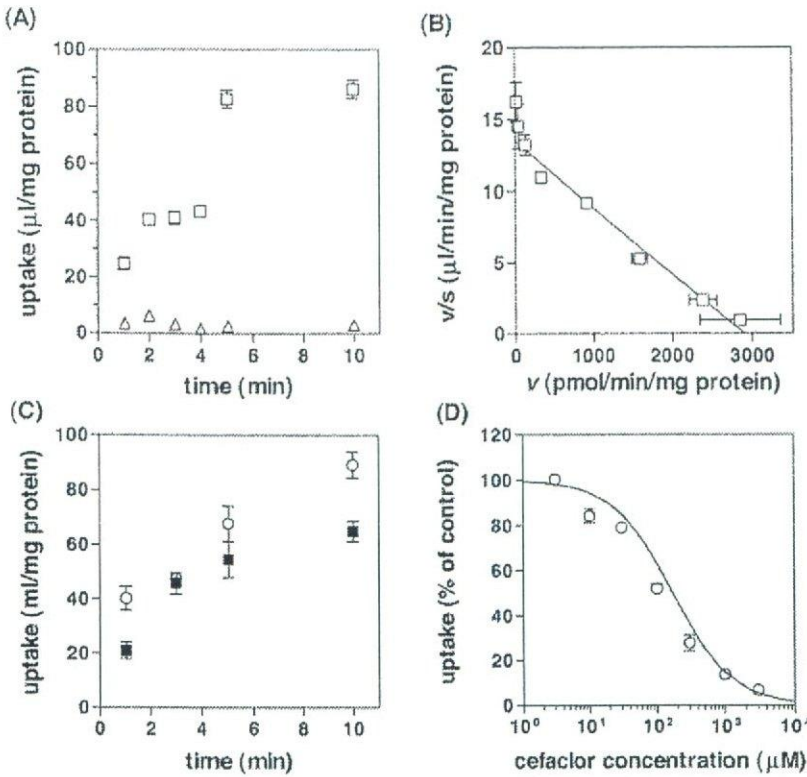 (A)
100
80
60
40
20
0
0 2 4 6 8 10
time (min)
uptake (µl/mg protein)
(B)
20
15
10
5
0
0 1000 2000 3000
v (pmol/min/mg protein)
v/s (µl/min/mg protein)
(C)
100
80
60
40
20
0
0 2 4 6 8 10
time (min)
uptake (ml/mg protein)
(D)
120
100
80
60
40
20
0
10⁰ 10¹ 10² 10³ 10⁴
cefaclor concentration (µM)
uptake (% of control)